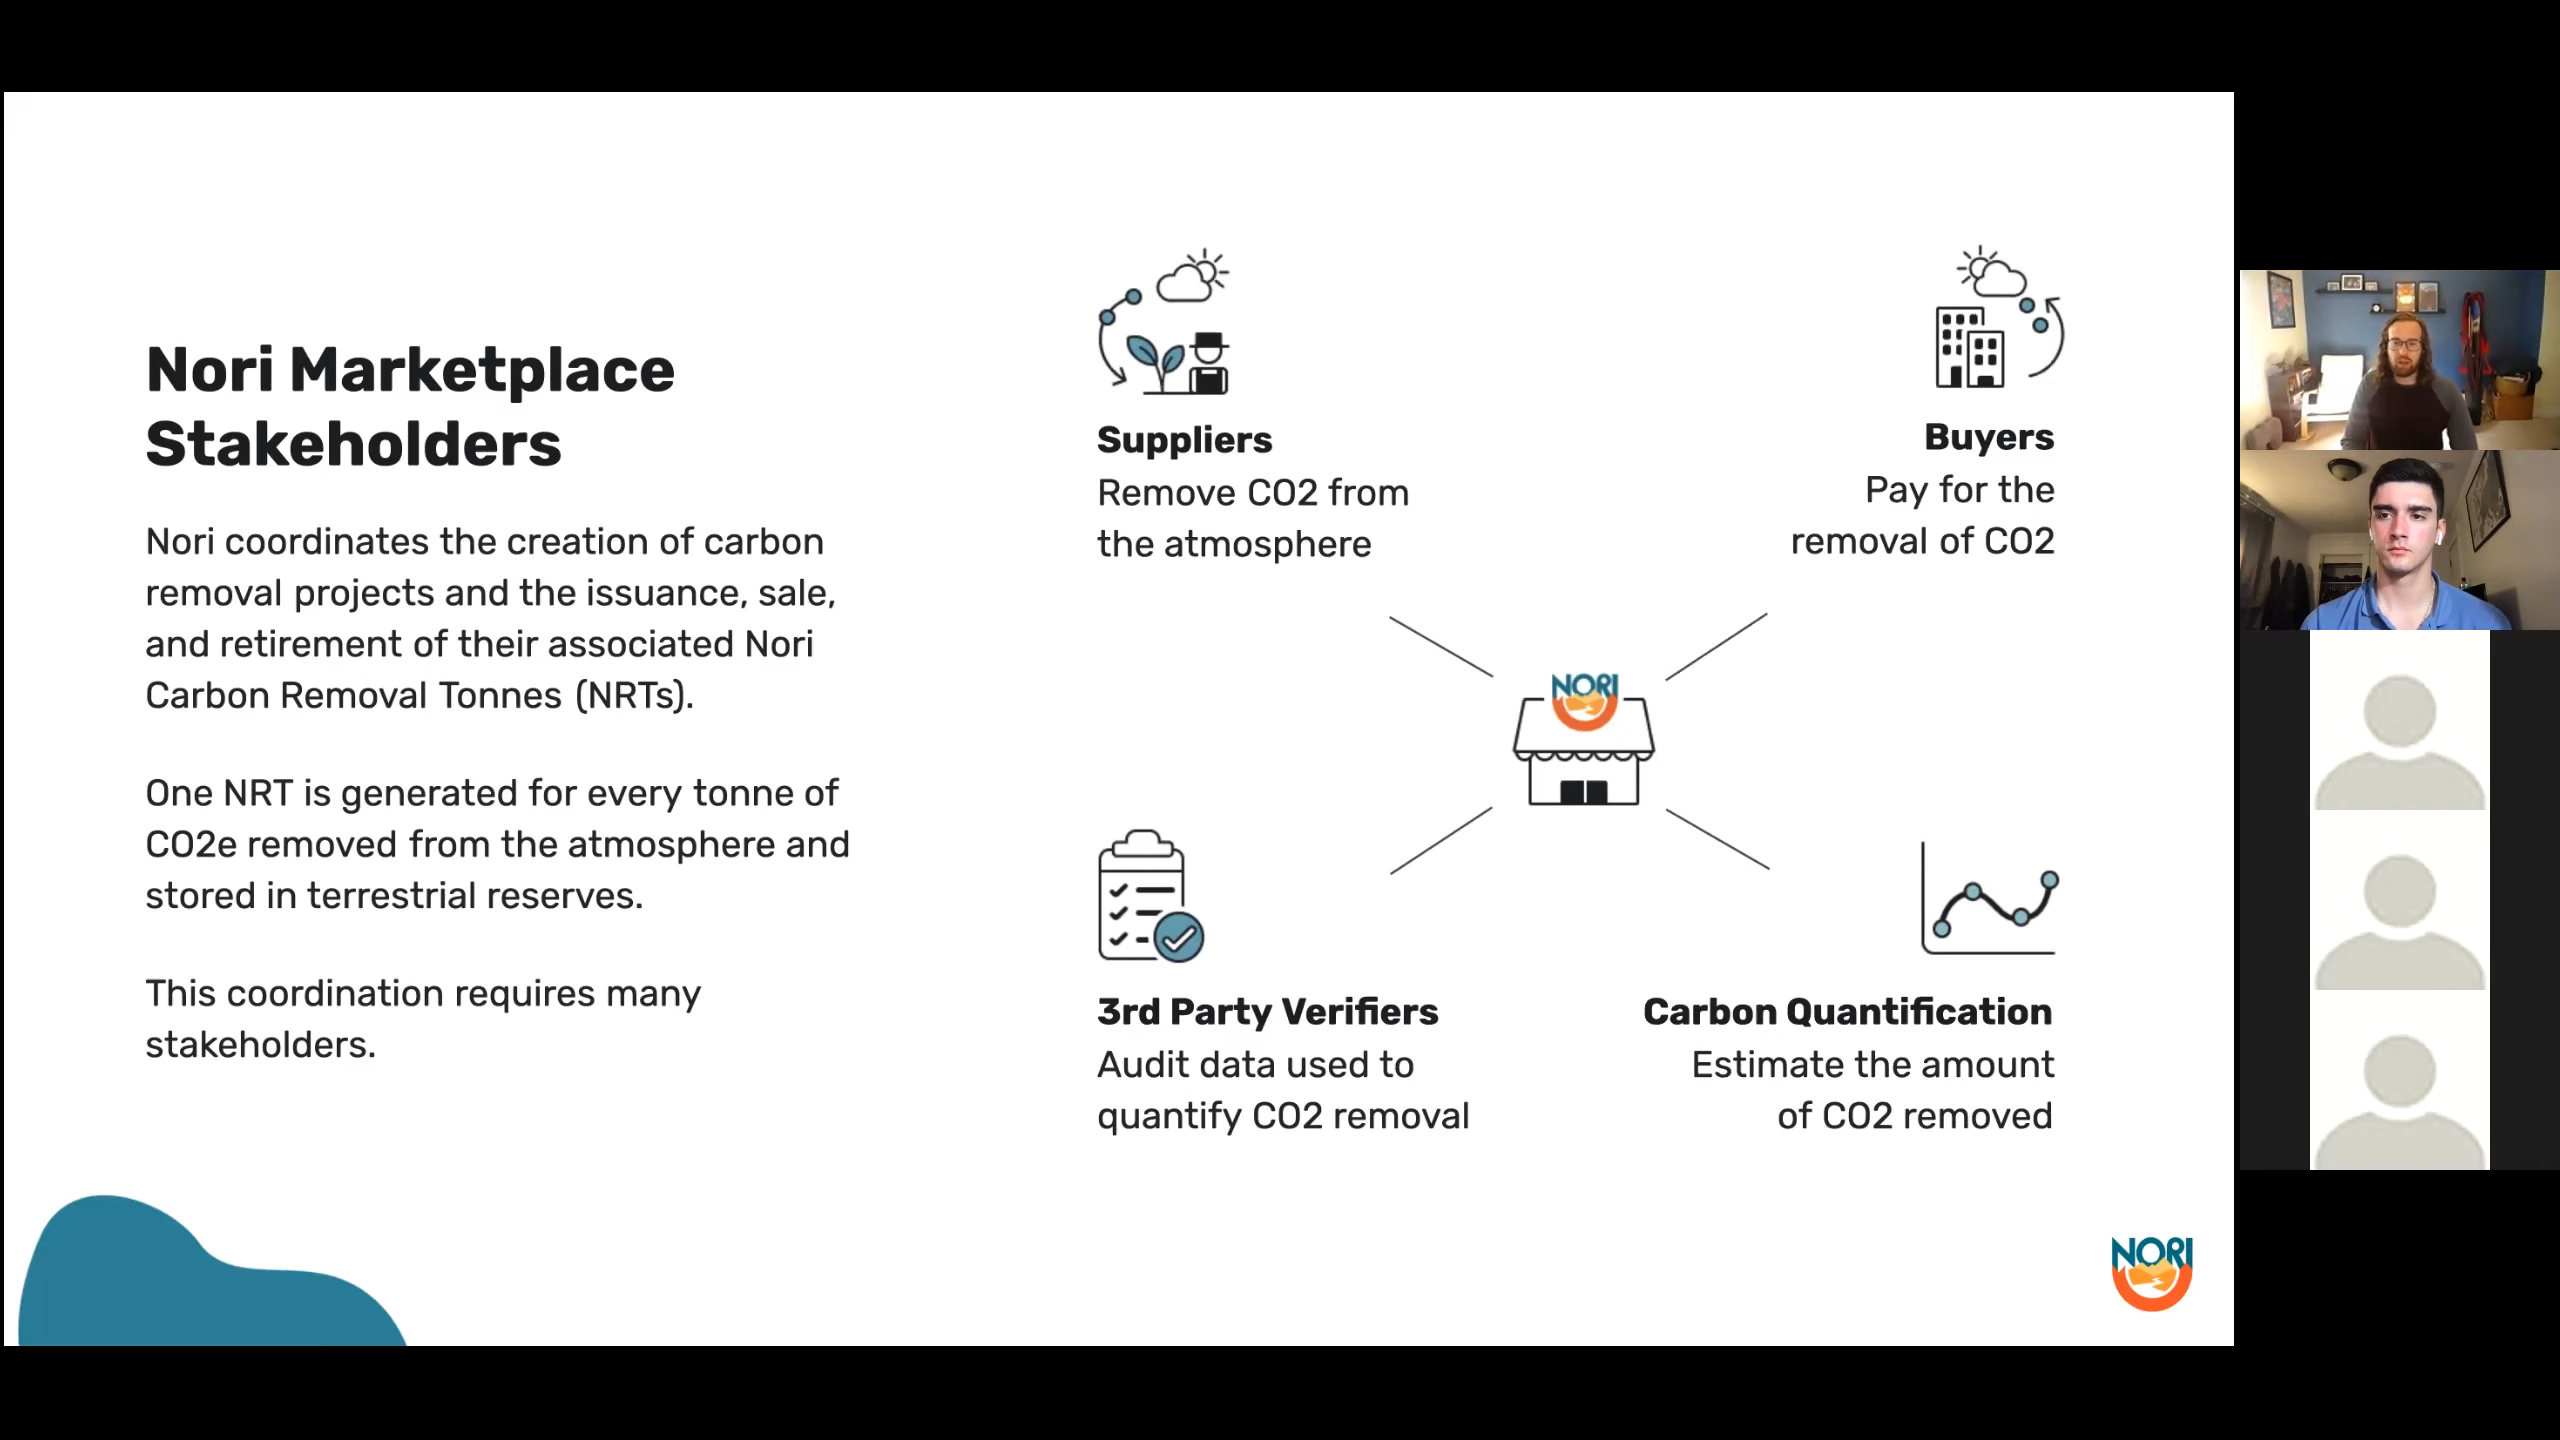 Nori Marketplace
Stakeholders
Nori coordinates the creation of carbon
removal projects and the issuance, sale,
and retirement of their associated Nori
Carbon Removal Tonnes (NRTs).
One NRT is generated for every tonne of
CO2e removed from the atmosphere and
stored in terrestrial reserves.
This coordination requires many
stakeholders.
Suppliers
Remove CO2 from
the atmosphere
Buyers
Pay for the
removal of CO2
NORI
3rd Party Verifiers
Audit data used to
quantify CO2 removal
Carbon Quantification
Estimate the amount
of CO2 removed
NORI